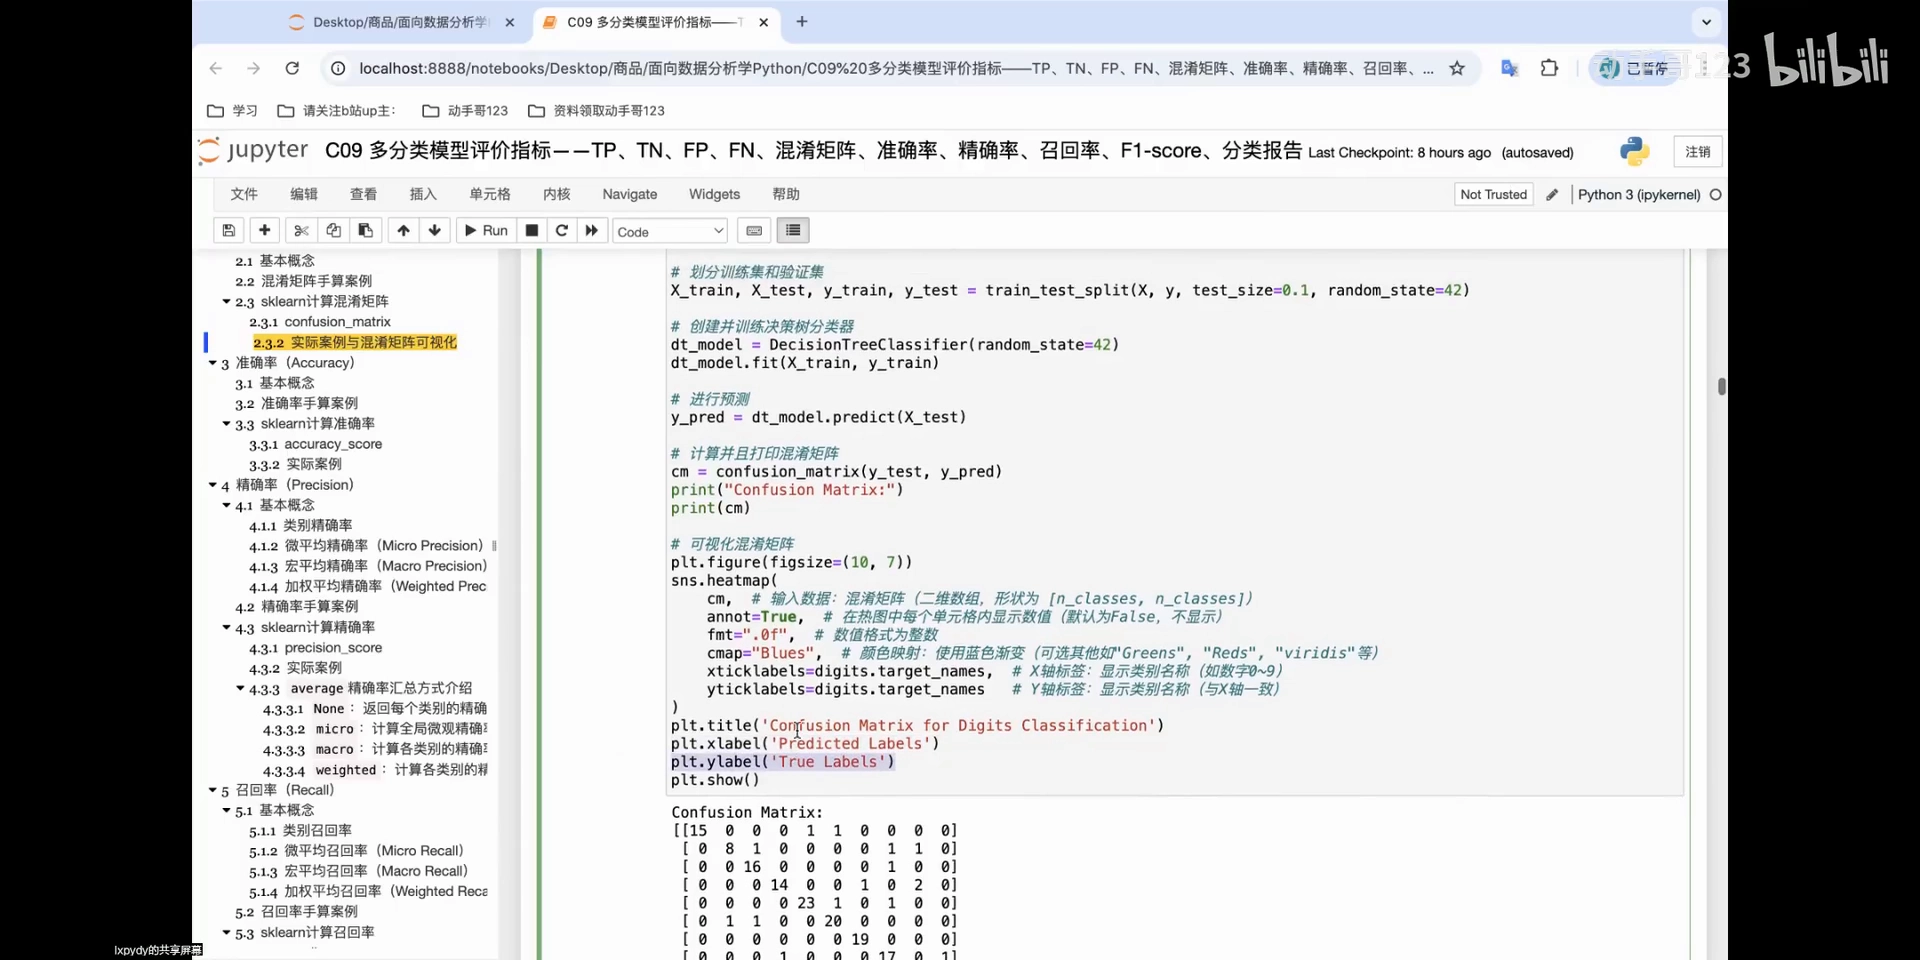 Desktop/商品/面向数据分析学
C09 多分类模型评价指标——T
localhost:8888/notebooks/Desktop/商品/面向数据分析学Python/C09%20多分类模型评价指标——TP、TN、FP、FN、混淆矩阵、准确率、精确率、召回率、...
已暂停
bilibili
学习
请关注b站up主:
动手哥123
资料领取动手哥123
jupyter
C09 多分类模型评价指标——TP、TN、FP、FN、混淆矩阵、准确率、精确率、召回率、F1-score、分类报告
Last Checkpoint: 8 hours ago (autosaved)
注销
文件 编辑 查看 插入 单元格 内核 Navigate Widgets 帮助
Not Trusted
Python 3 (ipykernel)
Run
Code
2.1 基本概念
2.2 混淆矩阵手算案例
2.3 sklearn计算混淆矩阵
2.3.1 confusion_matrix
2.3.2 实际案例与混淆矩阵可视化
3 准确率（Accuracy）
3.1 基本概念
3.2 准确率手算案例
3.3 sklearn计算准确率
3.3.1 accuracy_score
3.3.2 实际案例
4 精确率（Precision）
4.1 基本概念
4.1.1 类别精确率
4.1.2 微平均精确率（Micro Precision）
4.1.3 宏平均精确率（Macro Precision）
4.1.4 加权平均精确率（Weighted Prec
4.2 精确率手算案例
4.3 sklearn计算精确率
4.3.1 precision_score
4.3.2 实际案例
4.3.3 average 精确率汇总方式介绍
4.3.3.1 None：返回每个类别的精确
4.3.3.2 micro：计算全局微观精确率
4.3.3.3 macro：计算各类别的精确率
4.3.3.4 weighted：计算各类别的精
5 召回率（Recall）
5.1 基本概念
5.1.1 类别召回率
5.1.2 微平均召回率（Micro Recall）
5.1.3 宏平均召回率（Macro Recall）
5.1.4 加权平均召回率（Weighted Reca
5.2 召回率手算案例
5.3 sklearn计算召回率
# 划分训练集和验证集
X_train, X_test, y_train, y_test = train_test_split(X, y, test_size=0.1, random_state=42)
# 创建并训练决策树分类器
dt_model = DecisionTreeClassifier(random_state=42)
dt_model.fit(X_train, y_train)
# 进行预测
y_pred = dt_model.predict(X_test)
# 计算并且打印混淆矩阵
cm = confusion_matrix(y_test, y_pred)
print("Confusion Matrix:")
print(cm)
# 可视化混淆矩阵
plt.figure(figsize=(10, 7))
sns.heatmap(
cm, # 输入数据：混淆矩阵（二维数组，形状为 [n_classes, n_classes]）
annot=True, # 在热图中每个单元格内显示数值（默认为False，不显示）
fmt=".0f", # 数值格式为整数
cmap="Blues", # 颜色映射：使用蓝色渐变（可选其他如"Greens", "Reds", "viridis"等）
xticklabels=digits.target_names, # X轴标签：显示类别名称（如数字0~9）
yticklabels=digits.target_names # Y轴标签：显示类别名称（与X轴一致）
)
plt.title('Confusion Matrix for Digits Classification')
plt.xlabel('Predicted Labels')
plt.ylabel('True Labels')
plt.show()
Confusion Matrix:
[[15 0 0 0 1 1 0 0 0 0]
[ 0 8 1 0 0 0 0 1 1 0]
[ 0 0 16 0 0 0 0 1 0 0]
[ 0 0 0 14 0 0 1 0 2 0]
[ 0 0 0 0 23 1 0 1 0 0]
[ 0 1 1 0 0 20 0 0 0 0]
[ 0 0 0 0 0 0 19 0 0 0]
[ 0 0 0 1 0 0 0 17 0 1]
lxpydy的共享屏幕